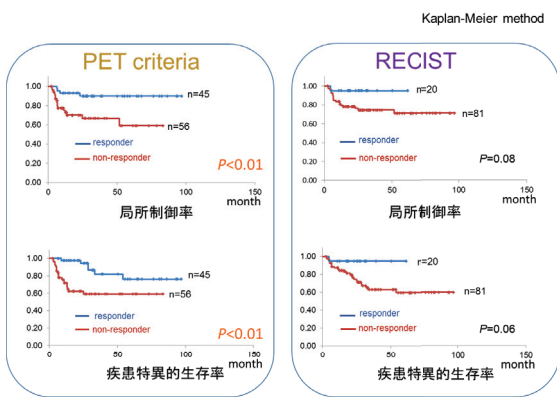 Kaplan-Meier method
PET criteria
1.00
0.80
0.60
0.40
0.20
0.00
n=45
n=56
responder
non-responder
P<0.01
0 50 100 150
month
局所制御率
1.00
0.80
0.60
0.40
0.20
0.00
n=45
n=56
responder
non-responder
P<0.01
0 50 100 150
month
疾患特異的生存率
RECIST
1.00
0.80
0.60
0.40
0.20
0.00
n=20
n=81
responder
non-responder
P=0.08
0 50 100 150
month
局所制御率
1.00
0.80
0.60
0.40
0.20
0.00
r=20
n=81
responder
non-responder
P=0.06
0 50 100 150
month
疾患特異的生存率